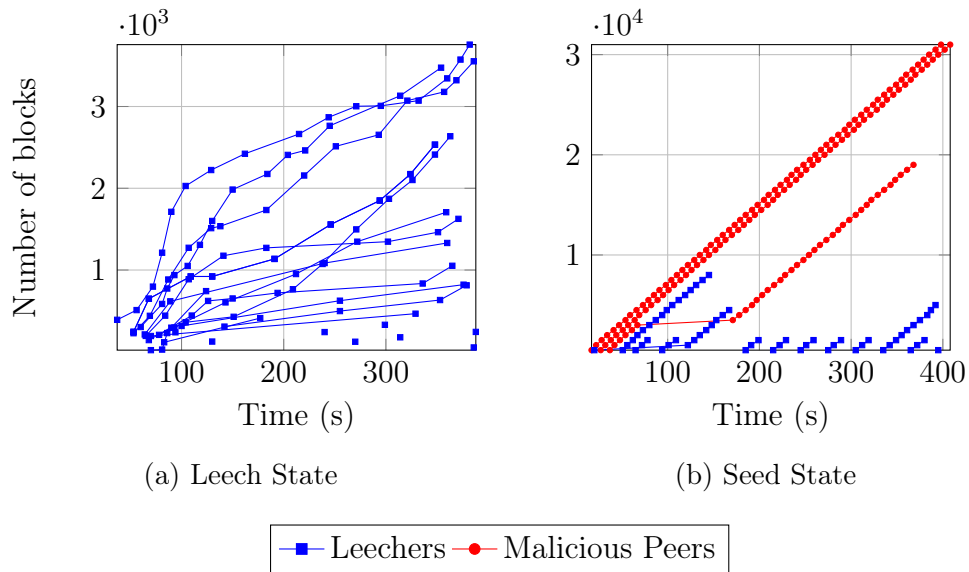 ·10³
·10⁴
Number of blocks
3
2
1
100
200
300
Time (s)
3
2
1
100
200
300
400
Time (s)
(a) Leech State
(b) Seed State
Leechers
Malicious Peers